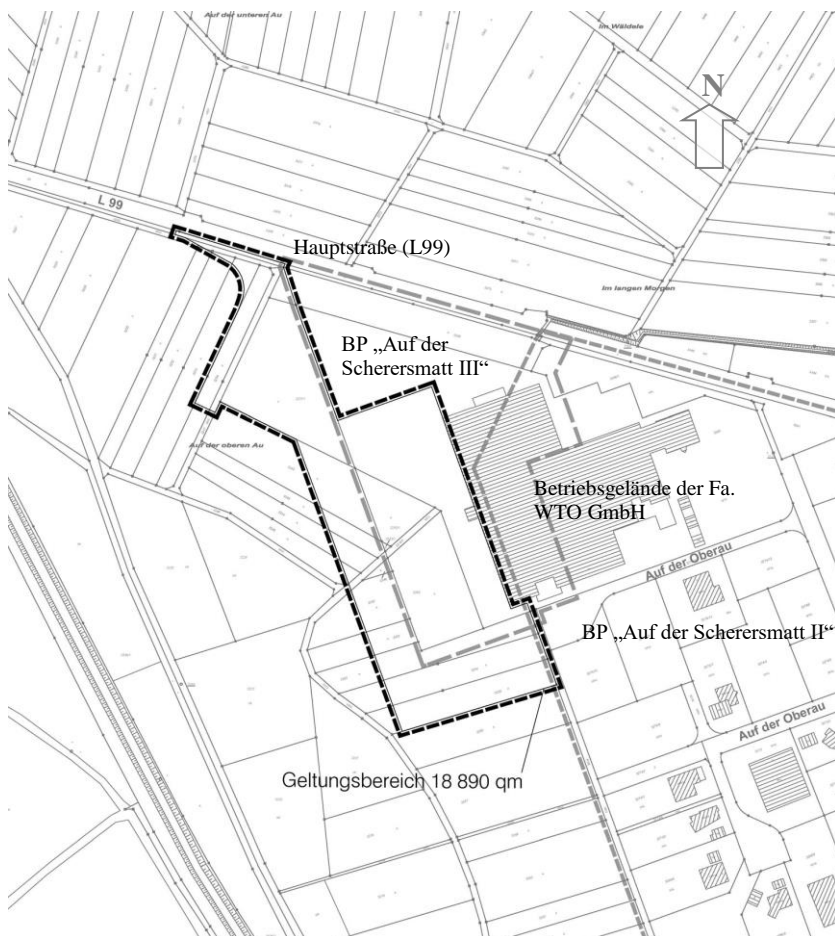 Auf der unteren Au
Im Wäldele
N
L 99
Hauptstraße (L99)
Im langen Morgen
BP „Auf der
Scherersmatt III“
Auf der oberen Au
Betriebsgelände der Fa.
WTO GmbH
Auf der Oberau
BP „Auf der Scherersmatt II“
Auf der Oberau
Geltungsbereich 18 890 qm